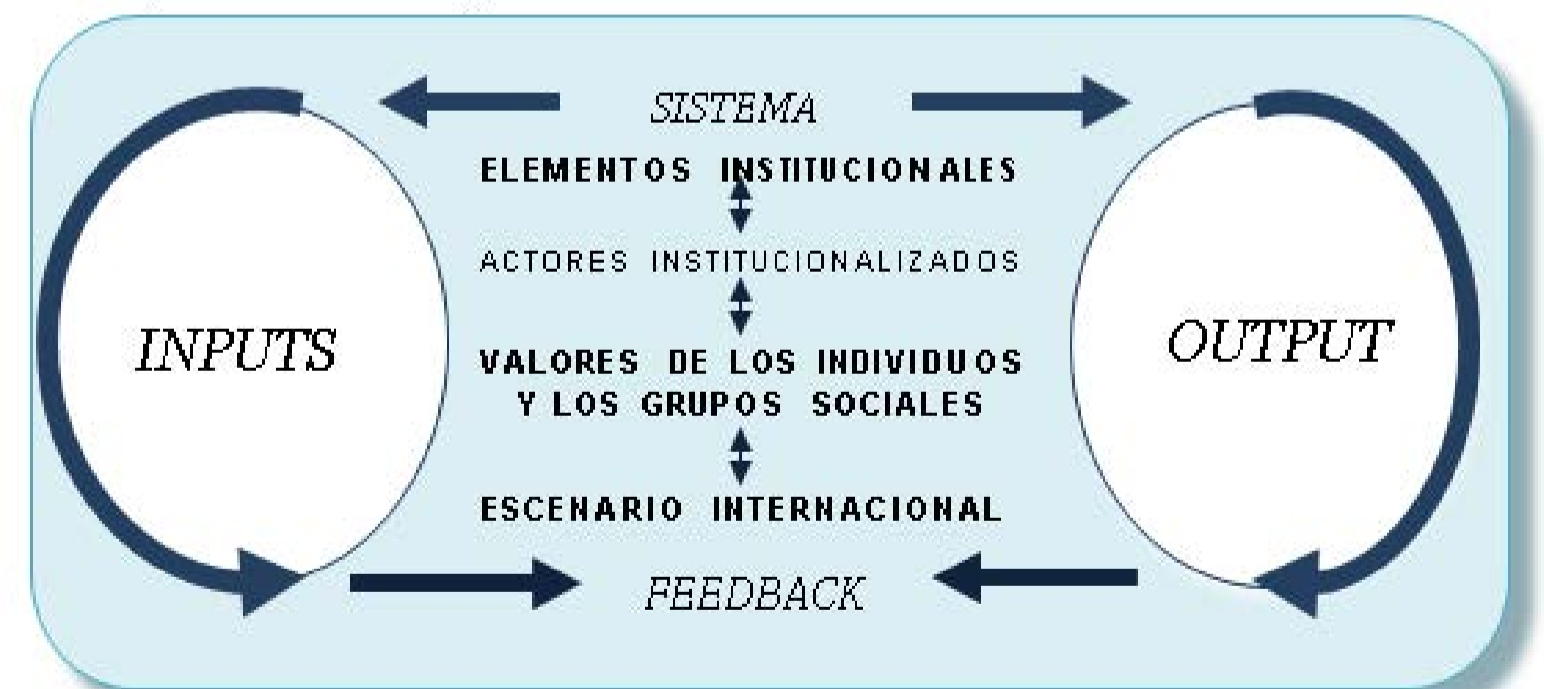 SISTEMA
ELEMENTOS INSTITUCIONALES
ACTORES INSTITUCIONALIZADOS
INPUTS
OUTPUT
VALORES DE LOS INDIVIDUOS
Y LOS GRUPOS SOCIALES
ESCENARIO INTERNACIONAL
FEEDBACK